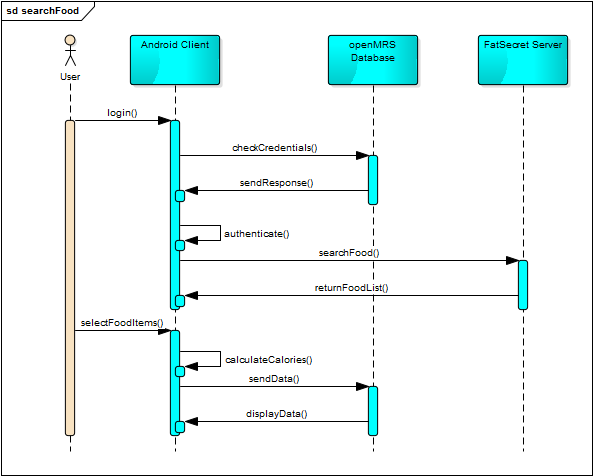 sd searchFood
User
Android Client
openMRS
Database
FatSecret Server
login()
checkCredentials()
sendResponse()
authenticate()
searchFood()
returnFoodList()
selectFoodItems()
calculateCalories()
sendData()
displayData()